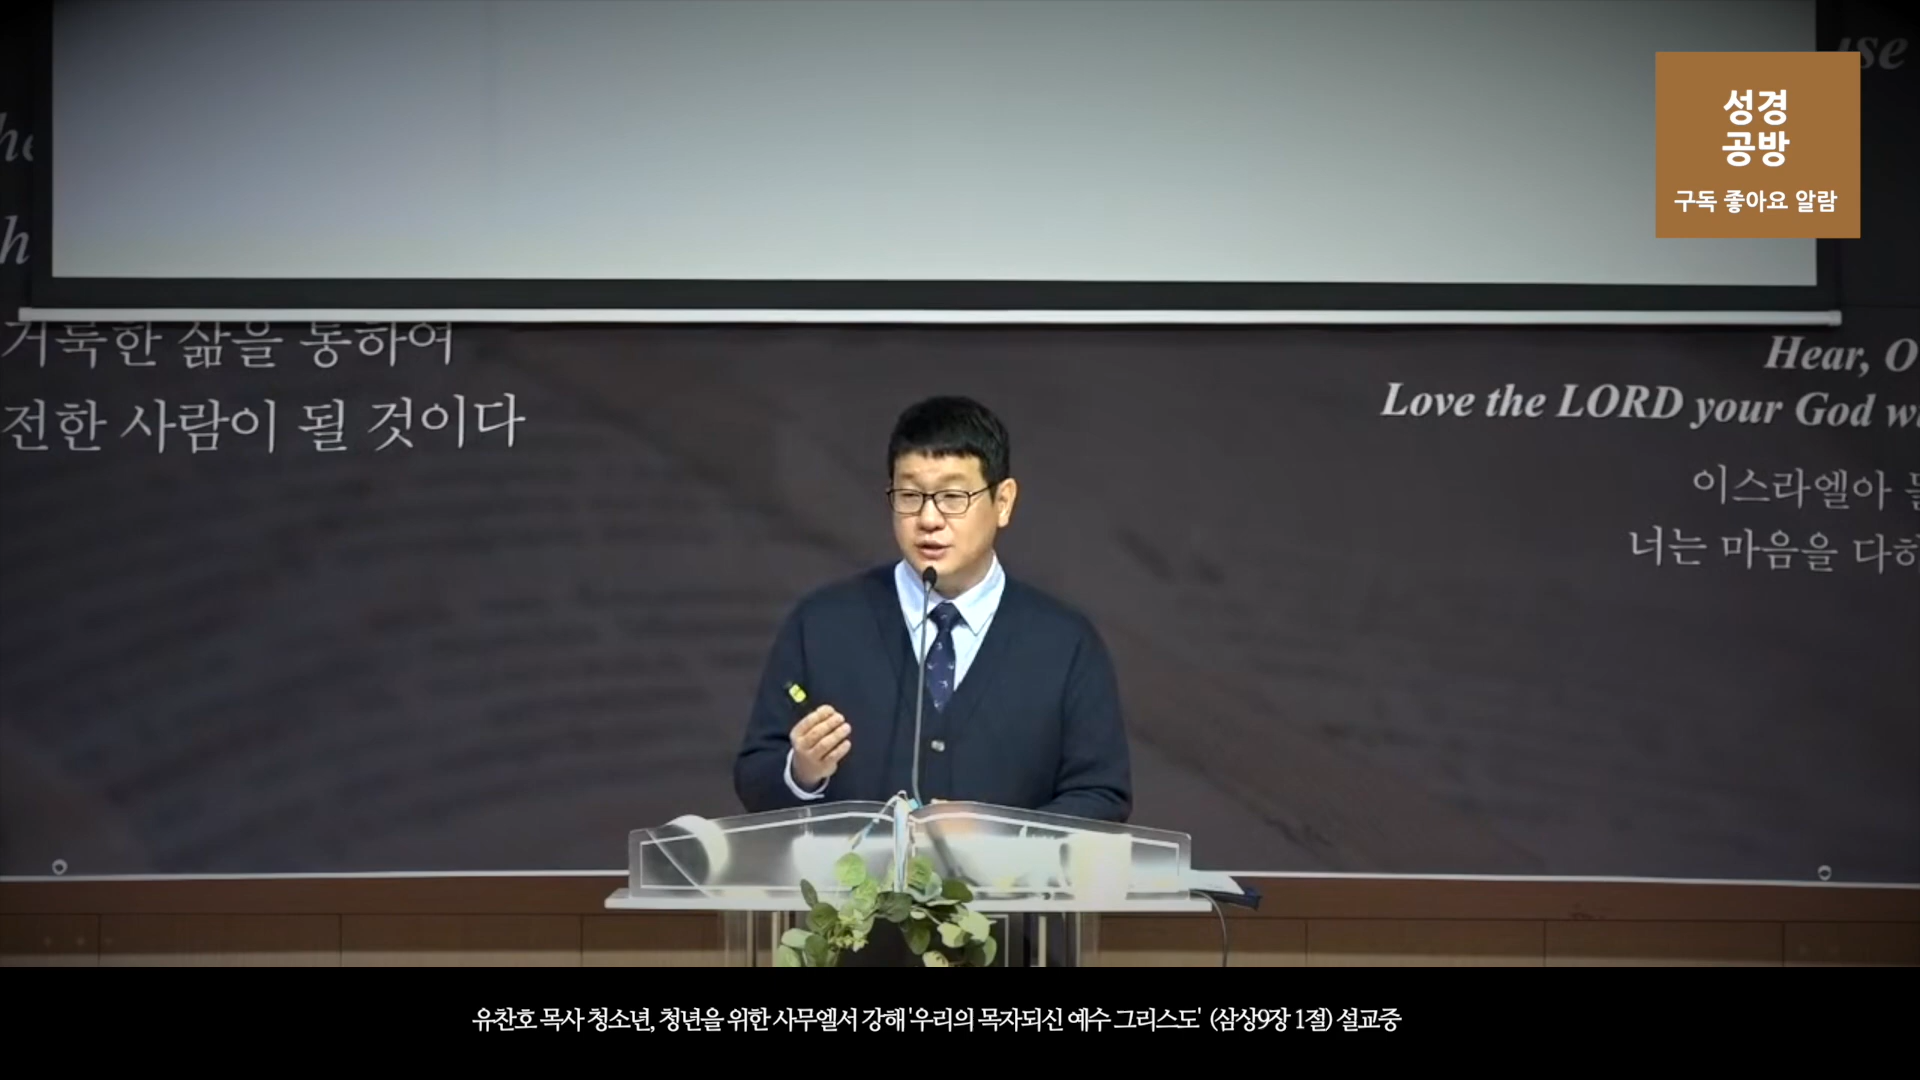 성경
공방
구독 좋아요 알람
거룩한 삶을 통하여
전한 사람이 될 것이다
Hear, O
Love the LORD your God
이스라엘아
너는 마음을
유찬호 목사 청소년, 청년을 위한 사무엘서 강해 '우리의 목자되신 예수 그리스도' (삼상9장 1절) 설교중